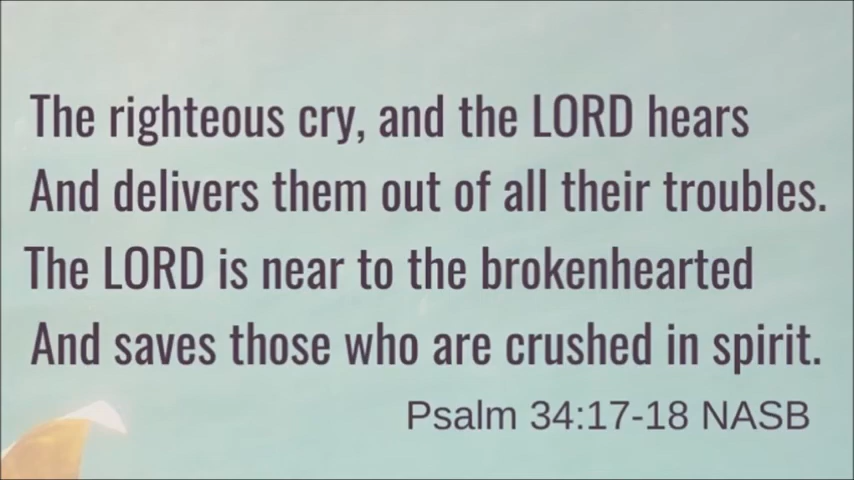 The righteous cry, and the LORD hears
And delivers them out of all their troubles.
The LORD is near to the brokenhearted
And saves those who are crushed in spirit.
Psalm 34:17-18 NASB